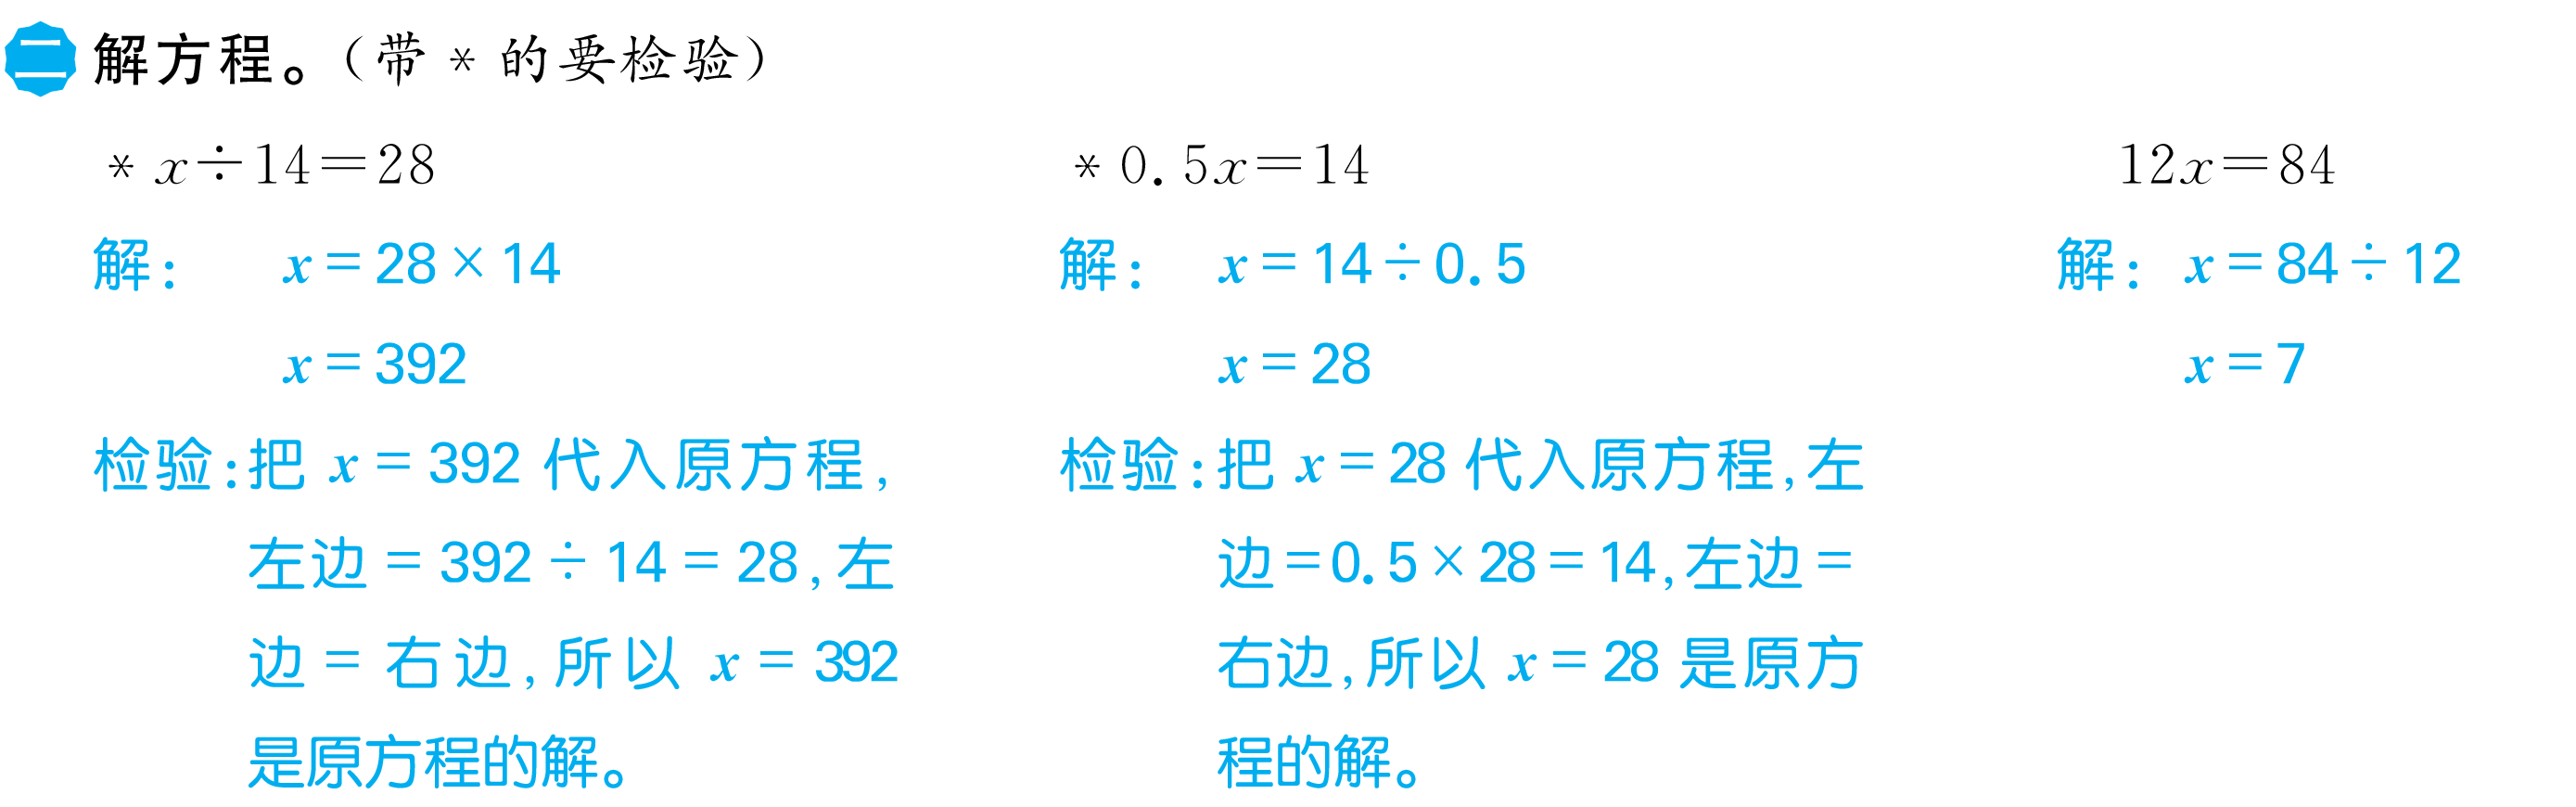 二 解方程。(带 * 的要检验)
* x÷14=28
解: x=28×14
x=392
检验:把 x=392 代入原方程,
左边=392÷14=28,左
边=右边,所以 x=392
是原方程的解。
* 0.5x=14
解: x=14÷0.5
x=28
检验:把 x=28 代入原方程,左
边=0.5×28=14,左边=
右边,所以 x=28 是原方
程的解。
12x=84
解: x=84÷12
x=7